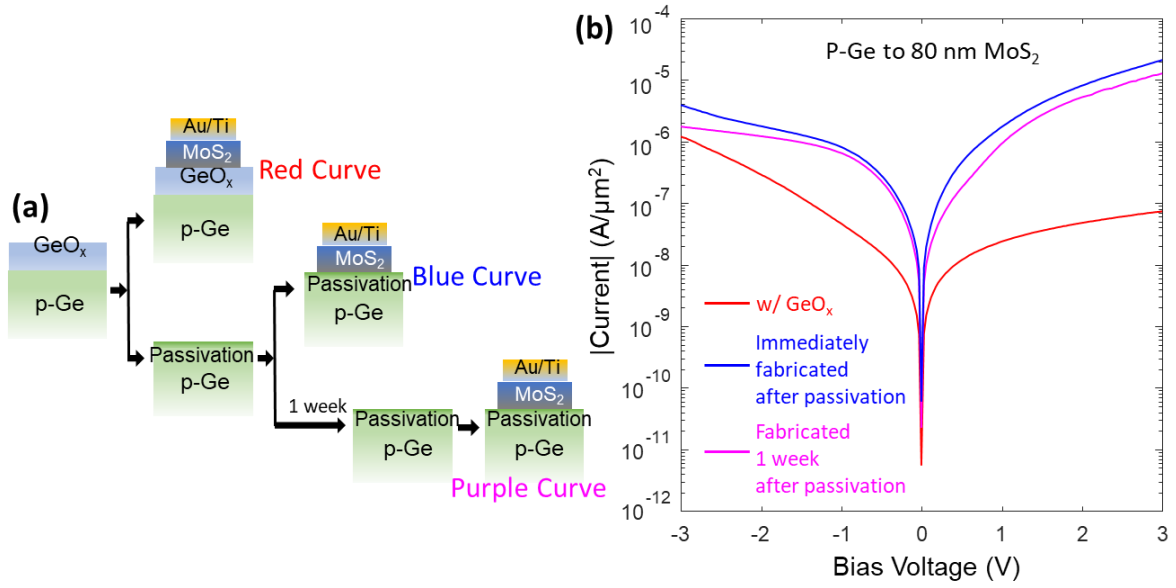 (a)
GeOₓ
p-Ge
Au/Ti
MoS₂
GeOₓ
p-Ge
Red Curve
Passivation
p-Ge
Au/Ti
MoS₂
Passivation
p-Ge
Blue Curve
1 week
Passivation
p-Ge
Au/Ti
MoS₂
Passivation
p-Ge
Purple Curve
(b)
P-Ge to 80 nm MoS₂
|Current| (A/µm²)
10⁻⁴
10⁻⁵
10⁻⁶
10⁻⁷
10⁻⁸
10⁻⁹
10⁻¹⁰
10⁻¹¹
10⁻¹²
w/ GeOₓ
Immediately
fabricated
after passivation
Fabricated
1 week
after passivation
-3 -2 -1 0 1 2 3
Bias Voltage (V)